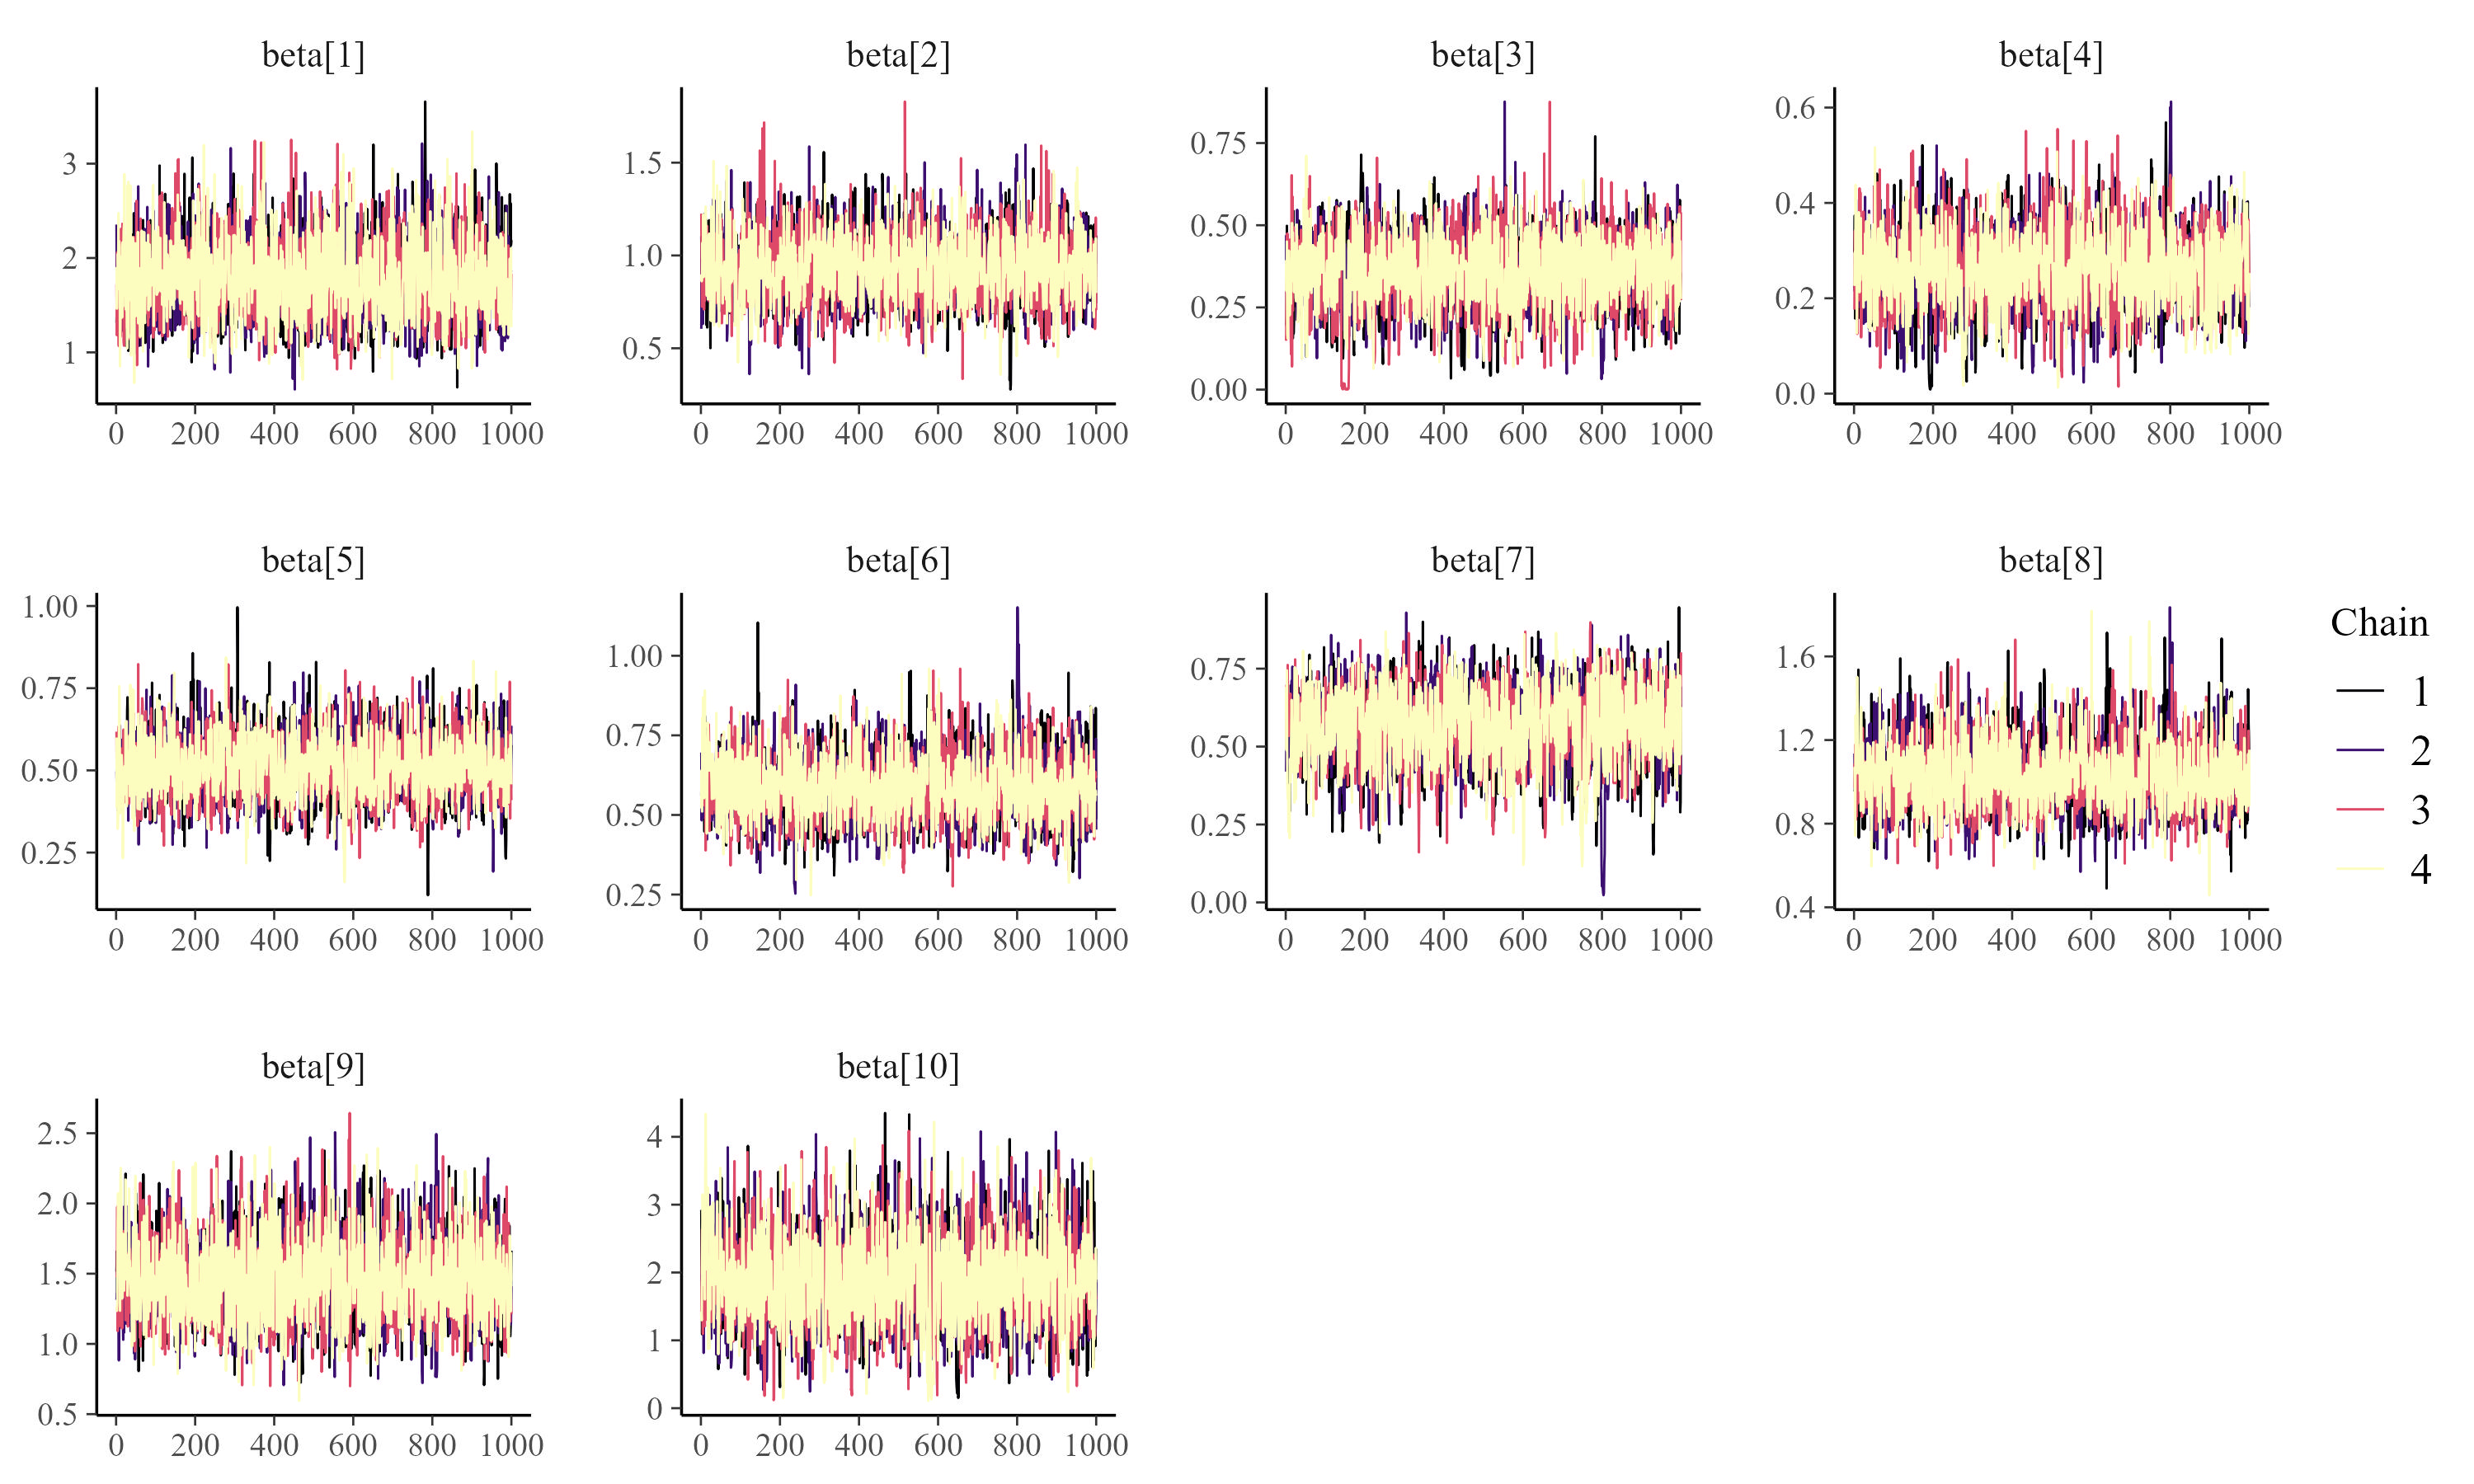 beta[1] beta[2] beta[3] beta[4]
3 2 1
1.5 1.0 0.5
0.75 0.50 0.25 0.00
0.6 0.4 0.2 0.0
0 200 400 600 800 1000 0 200 400 600 800 1000 0 200 400 600 800 1000 0 200 400 600 800 1000
beta[5] beta[6] beta[7] beta[8]
1.00 0.75 0.50 0.25
1.00 0.75 0.50 0.25
0.75 0.50 0.25 0.00
1.6 1.2 0.8 0.4
0 200 400 600 800 1000 0 200 400 600 800 1000 0 200 400 600 800 1000 0 200 400 600 800 1000
Chain
1
2
3
4
beta[9] beta[10]
2.5 2.0 1.5 1.0 0.5
4 3 2 1 0
0 200 400 600 800 1000 0 200 400 600 800 1000